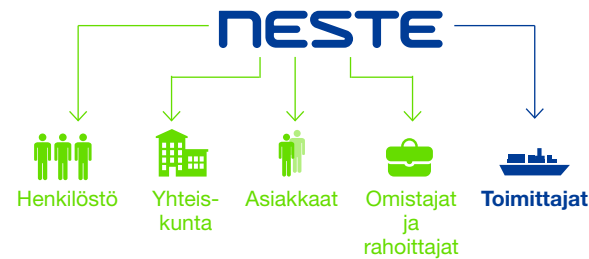 NESTE
Henkilöstö
Yhteis-
kunta
Asiakkaat
Omistajat
ja
rahoittajat
Toimittajat